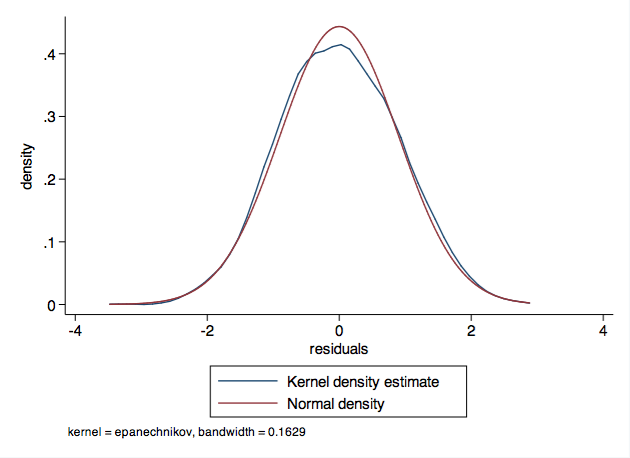 density
.4
.3
.2
.1
0
-4
-2
0
2
4
residuals
Kernel density estimate
Normal density
kernel = epanechnikov, bandwidth = 0.1629